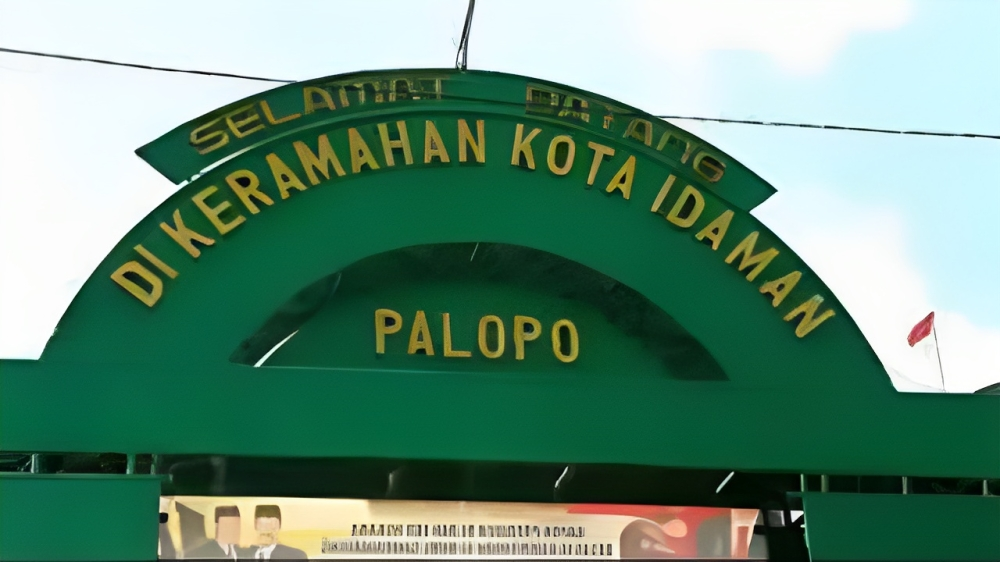 SELAMAT DATANG
DI KERAMAHAN KOTA IDAMAN
PALOPO